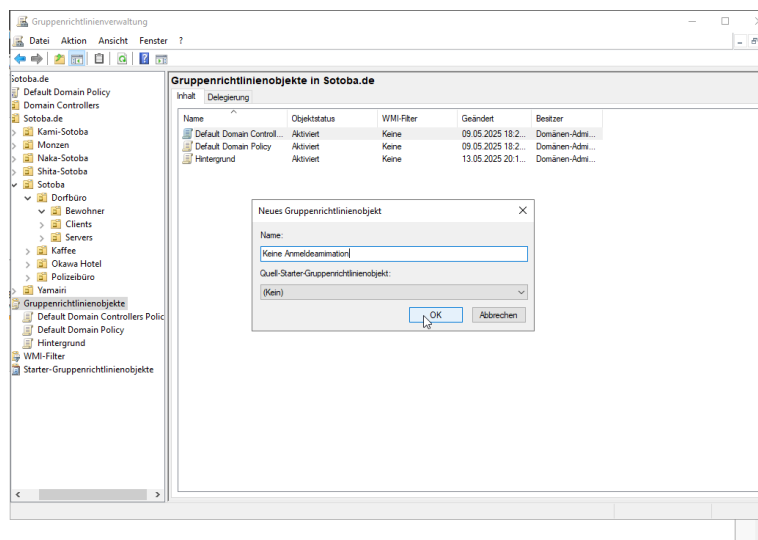 Gruppenrichtlinienverwaltung
Datei Aktion Ansicht Fenster ?
Sotoba.de
Default Domain Policy
Domain Controllers
Sotoba.de
Kami-Sotoba
Monzen
Naka-Sotoba
Shita-Sotoba
Sotoba
Dorfbüro
Bewohner
Clients
Servers
Kaffee
Okawa Hotel
Polizeibüro
Yamairi
Gruppenrichtlinienobjekte
Default Domain Controllers Polic
Default Domain Policy
Hintergrund
WMI-Filter
Starter-Gruppenrichtlinienobjekte
Gruppenrichtlinienobjekte in Sotoba.de
Inhalt Delegierung
Name Objektstatus WMI-Filter Geändert Besitzer
Default Domain Controll... Aktiviert Keine 09.05.2025 18:2... Domänen-Admi...
Default Domain Policy Aktiviert Keine 09.05.2025 18:2... Domänen-Admi...
Hintergrund Aktiviert Keine 13.05.2025 20:1... Domänen-Admi...
Neues Gruppenrichtlinienobjekt
Name:
Keine Anmeldeamimation
Quell-Starter-Gruppenrichtlinienobjekt:
(Kein)
OK Abbrechen